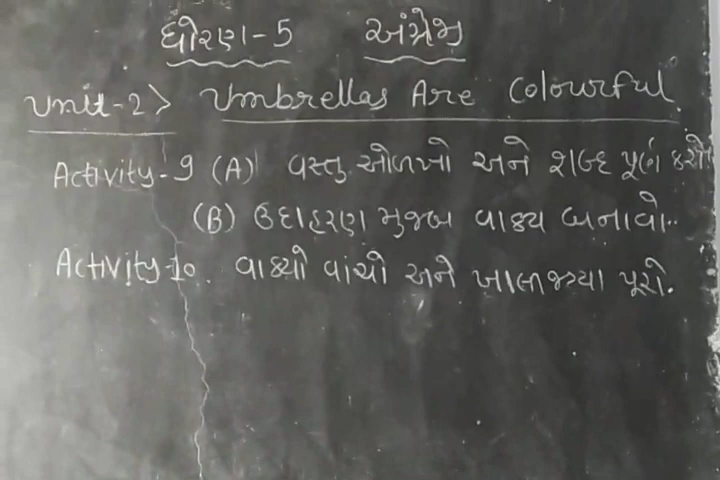 ધોરણ-5 અંગ્રેજી
Unit-2> Umbrellas Are Colourful.
Activity-9 (A) વસ્તુ ઓળખો અને શબ્દ પૂર્ણ કરો
(B) ઉદાહરણ મુજબ વાક્ય બનાવો..
Activity-10. વાક્યો વાંચો અને ખાલીજગ્યા પૂરો.